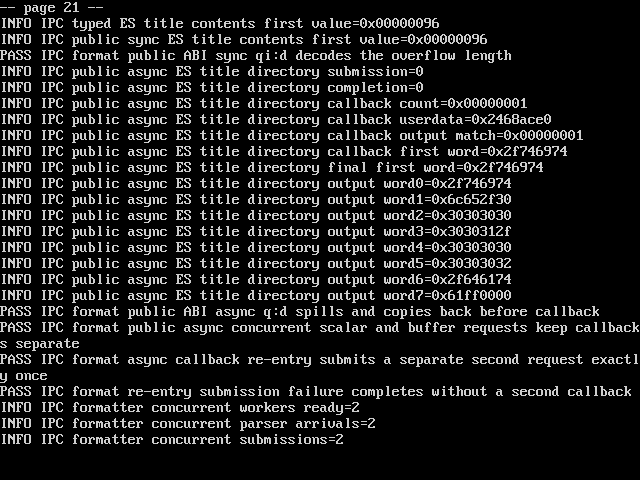 -- page 21 --
INFO IPC typed ES title contents first value=0x00000096
INFO IPC public sync ES title contents first value=0x00000096
PASS IPC format public ABI sync qi:d decodes the overflow length
INFO IPC public async ES title directory submission=0
INFO IPC public async ES title directory completion=0
INFO IPC public async ES title directory callback count=0x00000001
INFO IPC public async ES title directory callback userdata=0x2468ace0
INFO IPC public async ES title directory callback output match=0x00000001
INFO IPC public async ES title directory callback first word=0x2f746974
INFO IPC public async ES title directory final first word=0x2f746974
INFO IPC public async ES title directory output word0=0x2f746974
INFO IPC public async ES title directory output word1=0x6c652f30
INFO IPC public async ES title directory output word2=0x30303030
INFO IPC public async ES title directory output word3=0x3030312f
INFO IPC public async ES title directory output word4=0x30303030
INFO IPC public async ES title directory output word5=0x30303032
INFO IPC public async ES title directory output word6=0x2f646174
INFO IPC public async ES title directory output word7=0x61ff0000
PASS IPC format public ABI async q:d spills and copies back before callback
PASS IPC format public async concurrent scalar and buffer requests keep callback
s separate
PASS IPC format async callback re-entry submits a separate second request exactl
y once
PASS IPC format re-entry submission failure completes without a second callback
INFO IPC formatter concurrent workers ready=2
INFO IPC formatter concurrent parser arrivals=2
INFO IPC formatter concurrent submissions=2